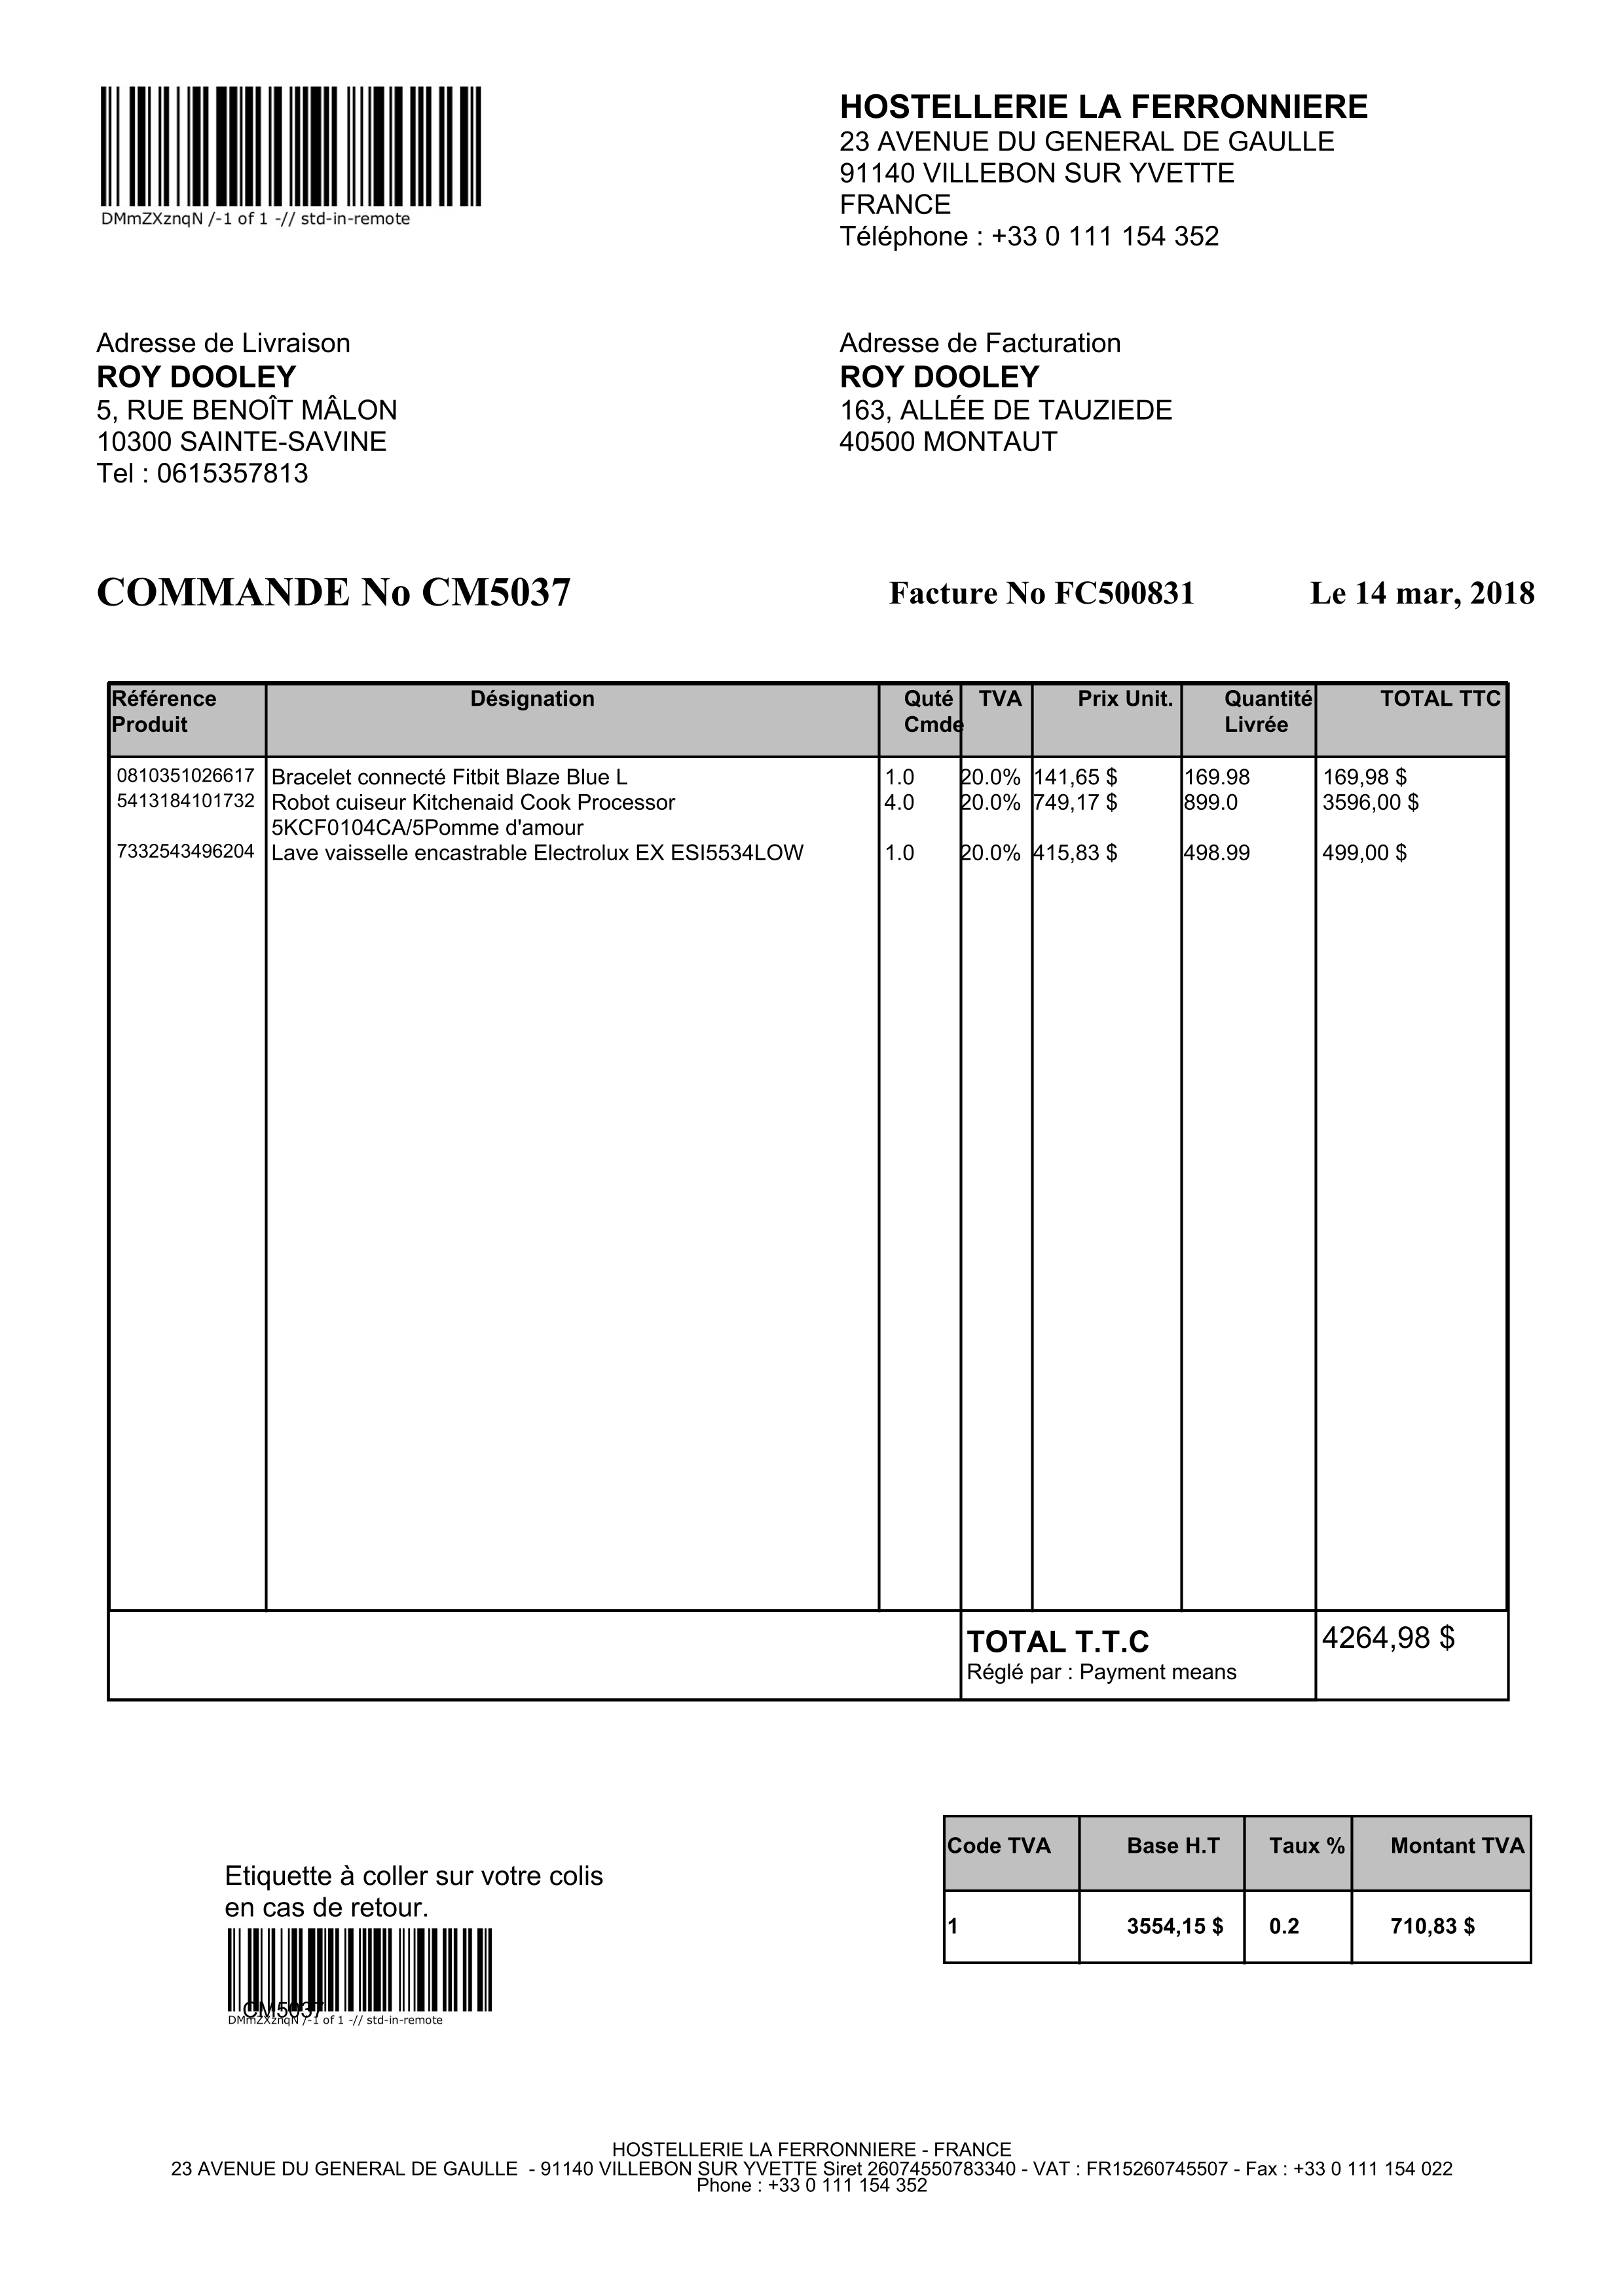 DMmZXznqN /-1 of 1 -// std-in-remote
HOSTELLERIE LA FERRONNIERE
23 AVENUE DU GENERAL DE GAULLE
91140 VILLEBON SUR YVETTE
FRANCE
Téléphone : +33 0 111 154 352
Adresse de Livraison
ROY DOOLEY
5, RUE BENOÎT MÂLON
10300 SAINTE-SAVINE
Tel : 0615357813
Adresse de Facturation
ROY DOOLEY
163, ALLÉE DE TAUZIEDE
40500 MONTAUT
COMMANDE No CM5037 Facture No FC500831 Le 14 mar, 2018
Référence Désignation Quté TVA Prix Unit. Quantité TOTAL TTC
Produit Cmde Livrée
0810351026617 Bracelet connecté Fitbit Blaze Blue L 1.0 20.0% 141,65 $ 169.98 169,98 $
5413184101732 Robot cuiseur Kitchenaid Cook Processor 4.0 20.0% 749,17 $ 899.0 3596,00 $
5KCF0104CA/5Pomme d'amour
7332543496204 Lave vaisselle encastrable Electrolux EX ESI5534LOW 1.0 20.0% 415,83 $ 498.99 499,00 $
TOTAL T.T.C 4264,98 $
Réglé par : Payment means
Code TVA Base H.T Taux % Montant TVA
1 3554,15 $ 0.2 710,83 $
Etiquette à coller sur votre colis
en cas de retour.
CM5037
DMmZXznqN /-1 of 1 -// std-in-remote
HOSTELLERIE LA FERRONNIERE - FRANCE
23 AVENUE DU GENERAL DE GAULLE - 91140 VILLEBON SUR YVETTE Siret 26074550783340 - VAT : FR15260745507 - Fax : +33 0 111 154 022
Phone : +33 0 111 154 352